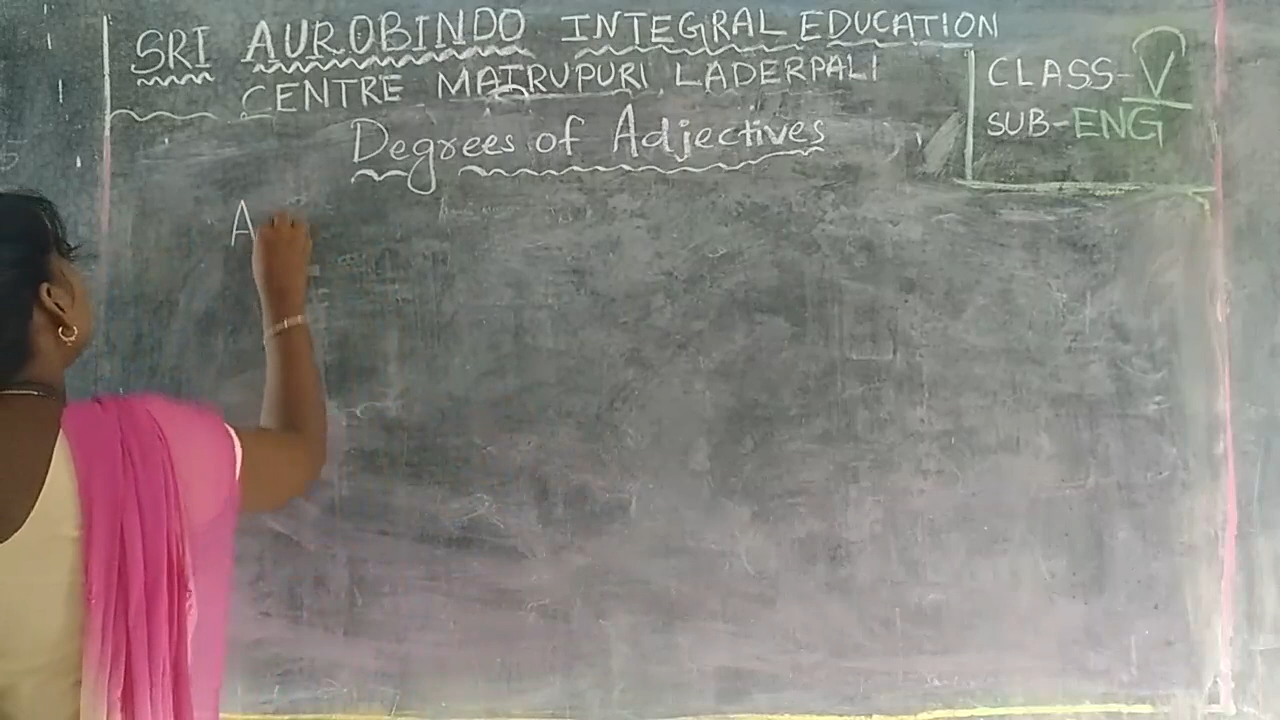 SRI AUROBINDO INTEGRAL EDUCATION
CENTRE MATRUPURI, LADERPALI
CLASS-V
SUB-ENG
Degrees of Adjectives
A